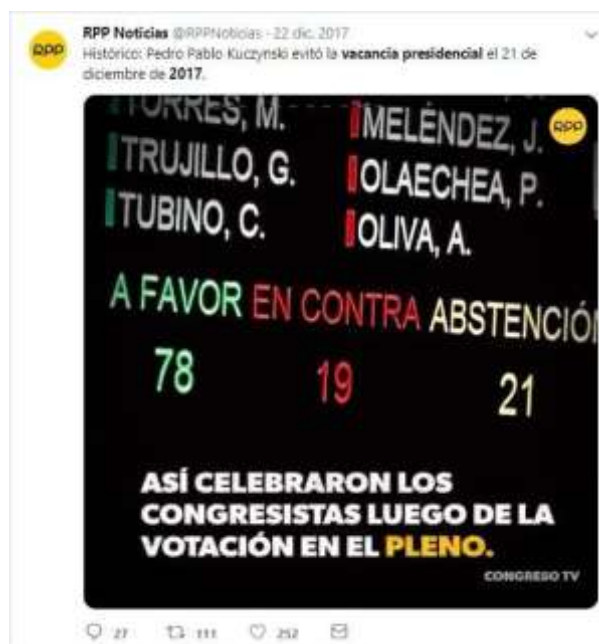 RPP Noticias @RPPNoticias · 22 dic. 2017
Histórico: Pedro Pablo Kuczynski evitó la vacancia presidencial el 21 de
diciembre de 2017.
RPP
RPP
TORRES, M.
MELÉNDEZ, J.
TRUJILLO, G.
OLAECHEA, P.
TUBINO, C.
OLIVA, A.
A FAVOR EN CONTRA ABSTENCIÓN
78 19 21
ASÍ CELEBRARON LOS
CONGRESISTAS LUEGO DE LA
VOTACIÓN EN EL PLENO.
CONGRESO TV
27 111 252